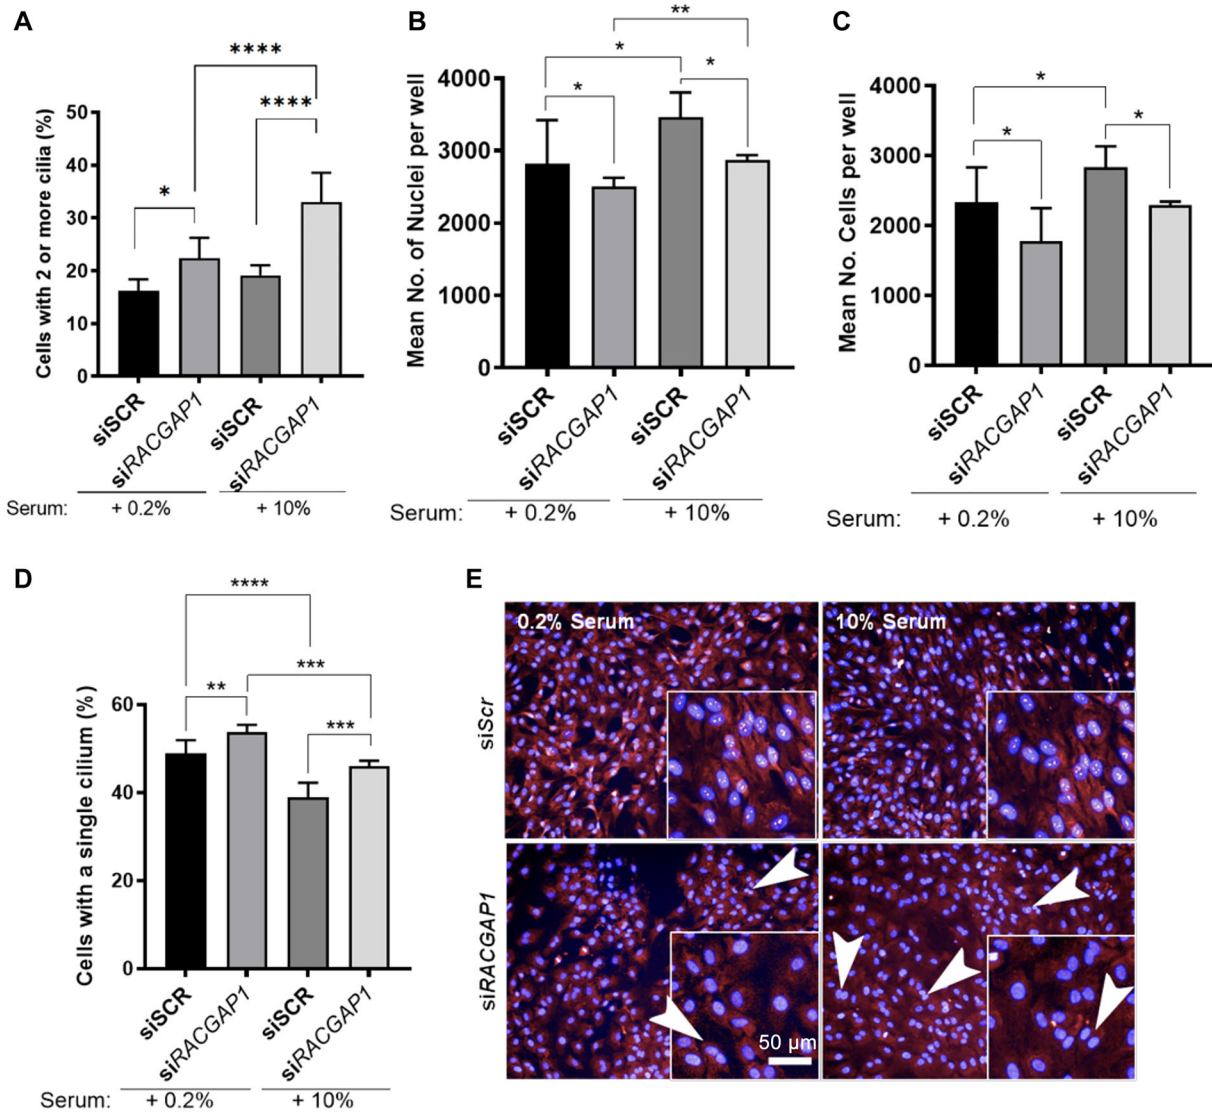 A
****
****
*
Cells with 2 or more cilia (%)
50
40
30
20
10
0
siSCR
siRACGAP1
siSCR
siRACGAP1
Serum:
+ 0.2%
+ 10%
B
**
*
*
*
Mean No. of Nuclei per well
4000
3000
2000
1000
0
siSCR
siRACGAP1
siSCR
siRACGAP1
Serum:
+ 0.2%
+ 10%
C
*
*
*
Mean No. Cells per well
4000
3000
2000
1000
0
siSCR
siRACGAP1
siSCR
siRACGAP1
Serum:
+ 0.2%
+ 10%
D
****
***
**
***
Cells with a single cilium (%)
60
40
20
0
siSCR
siRACGAP1
siSCR
siRACGAP1
Serum:
+ 0.2%
+ 10%
E
0.2% Serum
10% Serum
siScr
siRACGAP1
50 µm